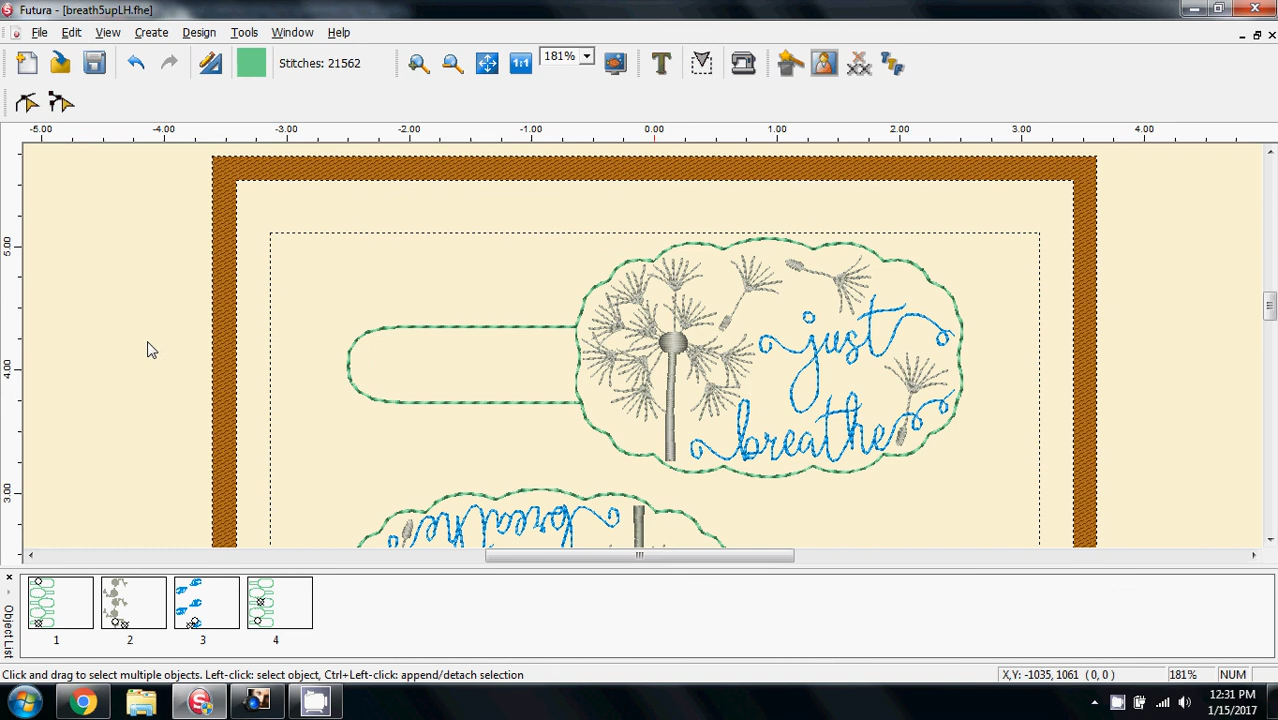 Futura - [breath5upLH.fhe]
File Edit View Create Design Tools Window Help
Stitches: 21562
1:1
181%
-5.00 -4.00 -3.00 -2.00 -1.00 0.00 1.00 2.00 3.00 4.00
5.00
4.00
3.00
just
breathe
breathe
Object List
1 2 3 4
Click and drag to select multiple objects. Left-click: select object, Ctrl+Left-click: append/detach selection
X,Y: -1035, 1061 ( 0, 0) 181% NUM
12:31 PM
1/15/2017